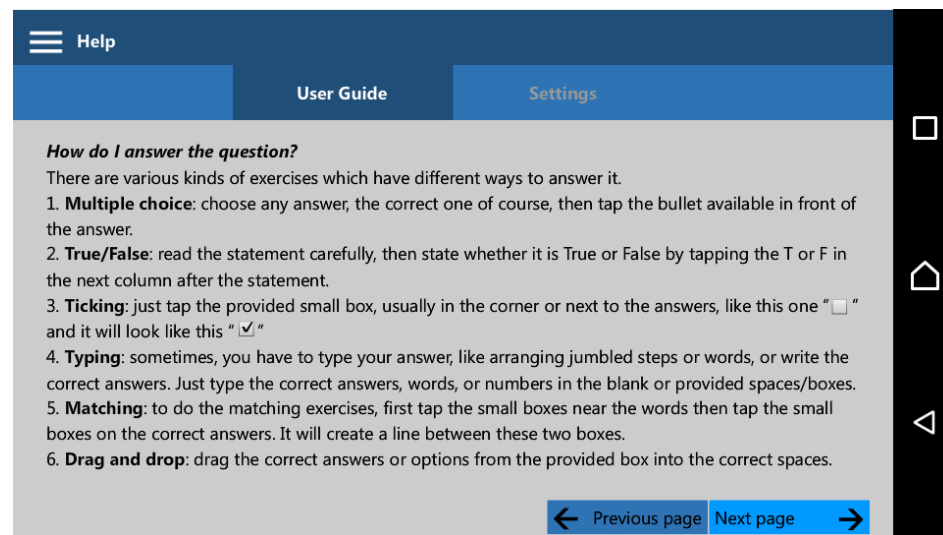 Help
User Guide
Settings
How do I answer the question?
There are various kinds of exercises which have different ways to answer it.
1. Multiple choice: choose any answer, the correct one of course, then tap the bullet available in front of
the answer.
2. True/False: read the statement carefully, then state whether it is True or False by tapping the T or F in
the next column after the statement.
3. Ticking: just tap the provided small box, usually in the corner or next to the answers, like this one “☐ ”
and it will look like this “ ☑ ”
4. Typing: sometimes, you have to type your answer, like arranging jumbled steps or words, or write the
correct answers. Just type the correct answers, words, or numbers in the blank or provided spaces/boxes.
5. Matching: to do the matching exercises, first tap the small boxes near the words then tap the small
boxes on the correct answers. It will create a line between these two boxes.
6. Drag and drop: drag the correct answers or options from the provided box into the correct spaces.
Previous page
Next page